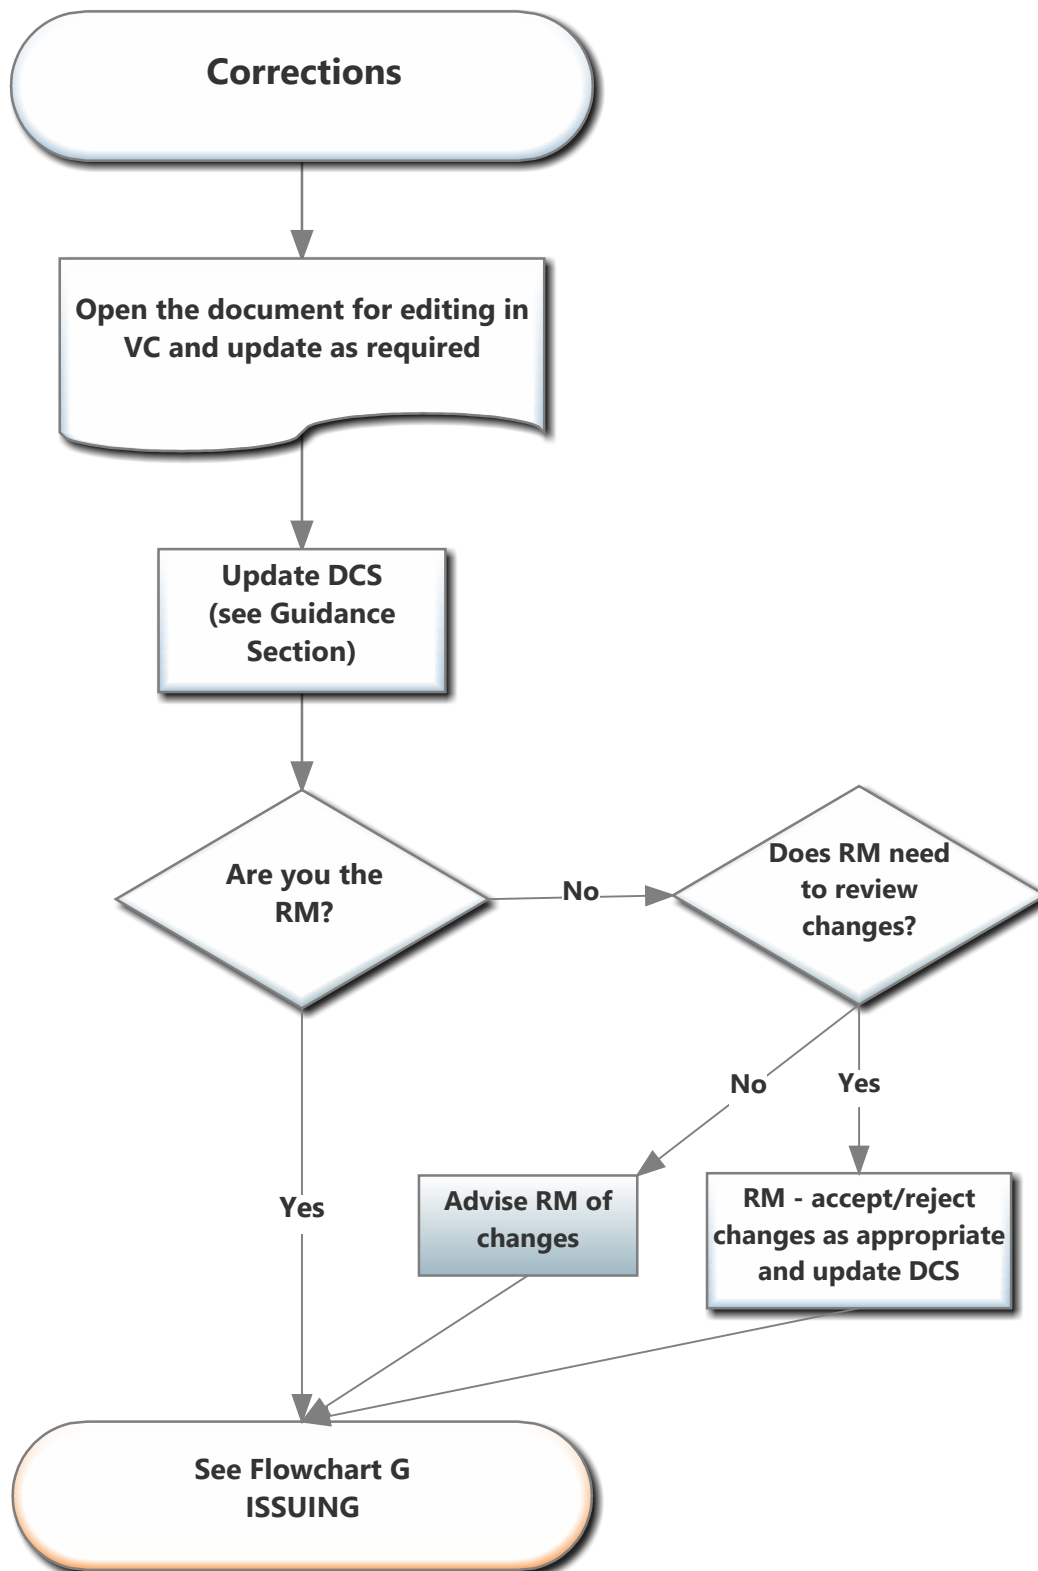 Corrections
Open the document for editing in
VC and update as required
Update DCS
(see Guidance
Section)
Are you the
RM?
No
Does RM need
to review
changes?
No
Yes
Yes
Advise RM of
changes
RM - accept/reject
changes as appropriate
and update DCS
See Flowchart G
ISSUING